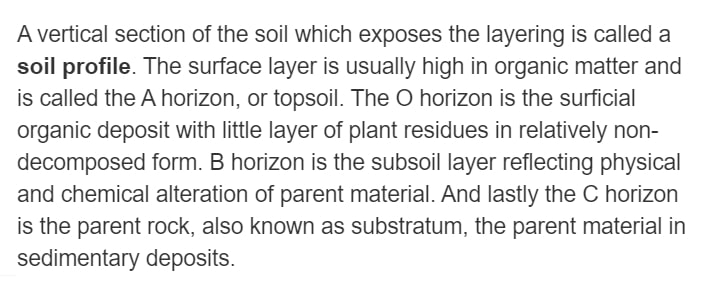 A vertical section of the soil which exposes the layering is called a
soil profile. The surface layer is usually high in organic matter and
is called the A horizon, or topsoil. The O horizon is the surficial
organic deposit with little layer of plant residues in relatively non-
decomposed form. B horizon is the subsoil layer reflecting physical
and chemical alteration of parent material. And lastly the C horizon
is the parent rock, also known as substratum, the parent material in
sedimentary deposits.